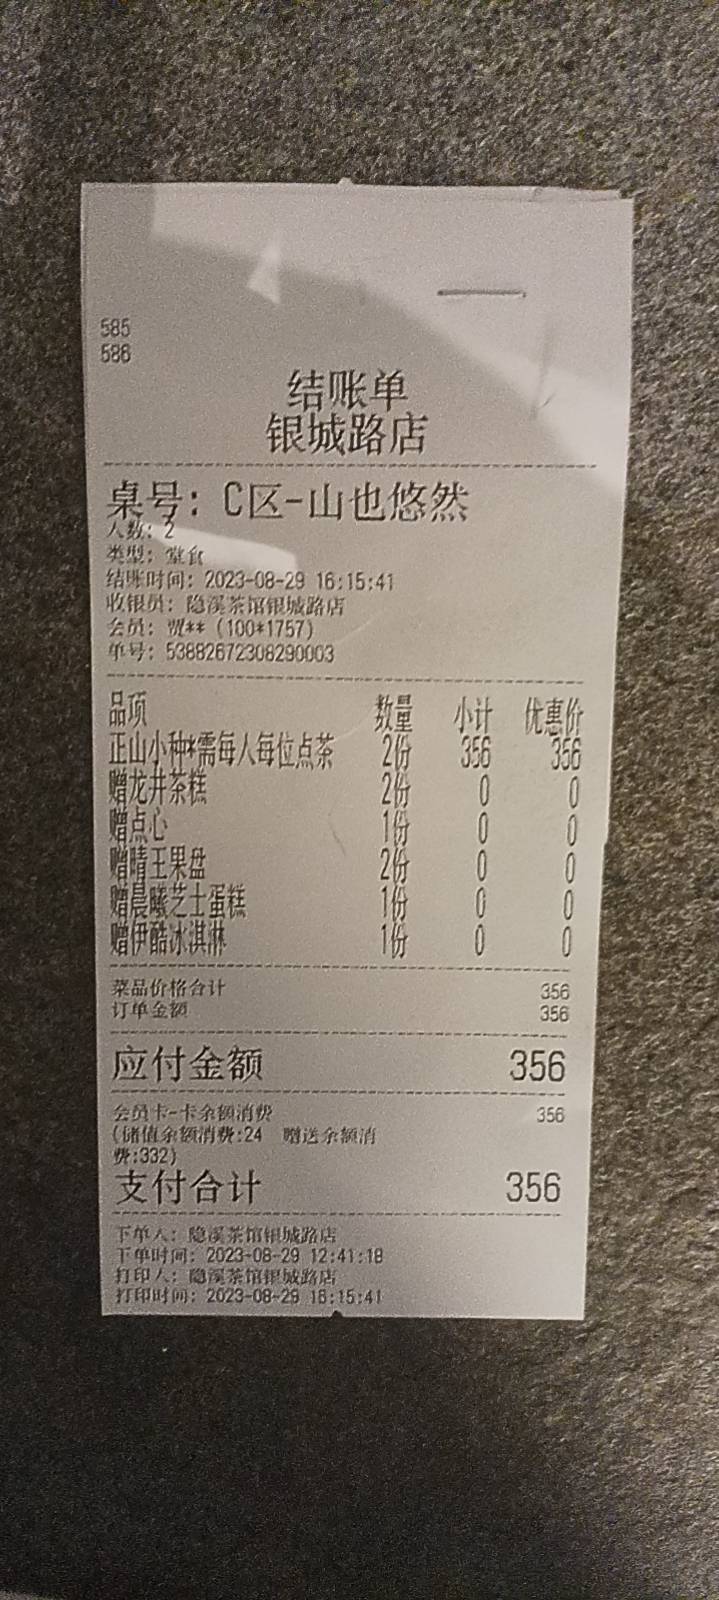 585
586
结账单
银城路店
桌号: C区-山也悠然
人数: 2
类型: 堂食
结账时间: 2023-08-29 16:15:41
收银员: 隐溪茶馆银城路店
会员: 贾** (100*1757)
单号: 53882672308290003
品项 数量 小计 优惠价
正山小种*需每人每位点茶 2份 356 356
赠龙井茶糕 2份 0 0
赠点心 1份 0 0
赠晴王果盘 2份 0 0
赠晨曦芝士蛋糕 1份 0 0
赠伊酷冰淇淋 1份 0 0
菜品价格合计 356
订单金额 356
应付金额 356
会员卡-卡余额消费 356
(储值余额消费:24 赠送余额消
费:332)
支付合计 356
下单人: 隐溪茶馆银城路店
下单时间: 2023-08-29 12:41:18
打印人: 隐溪茶馆银城路店
打印时间: 2023-08-29 16:15:41